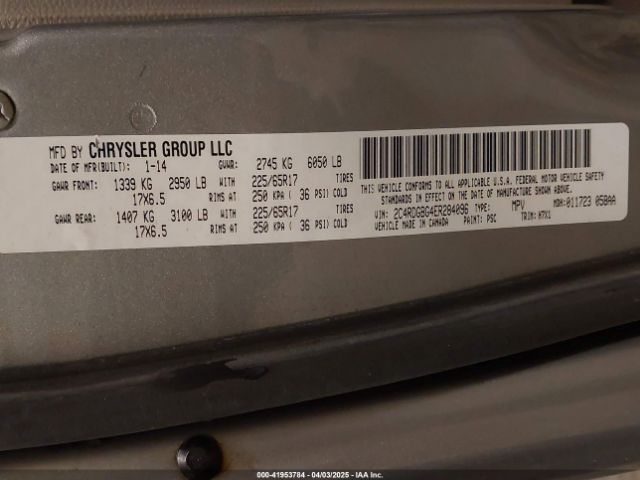 MFD BY CHRYSLER GROUP LLC
DATE OF MFR(BUILT): 1-14 GVWR: 2745 KG 6050 LB
GAWR FRONT: 1339 KG 2950 LB WITH 225/65R17 TIRES
17X6.5 RIMS AT 250 KPA ( 36 PSI) COLD
GAWR REAR: 1407 KG 3100 LB WITH 225/65R17 TIRES
17X6.5 RIMS AT 250 KPA ( 36 PSI) COLD
THIS VEHICLE CONFORMS TO ALL APPLICABLE U.S.A. FEDERAL MOTOR VEHICLE SAFETY
STANDARDS IN EFFECT ON THE DATE OF MANUFACTURE SHOWN ABOVE.
VIN: 2C4RDGBG4ER284096 TYPE: MPV MDH: 011723 058AA
VEHICLE MADE IN CANADA PAINT: PSC TRIM: H7X1
000-41953784 - 04/03/2025 - IAA Inc.